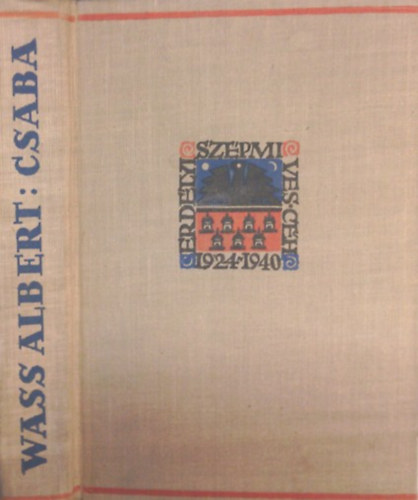 WASS ALBERT: CSABA
ERDÉLYI
SZÉPMI
VES·CÉH
1924·1940